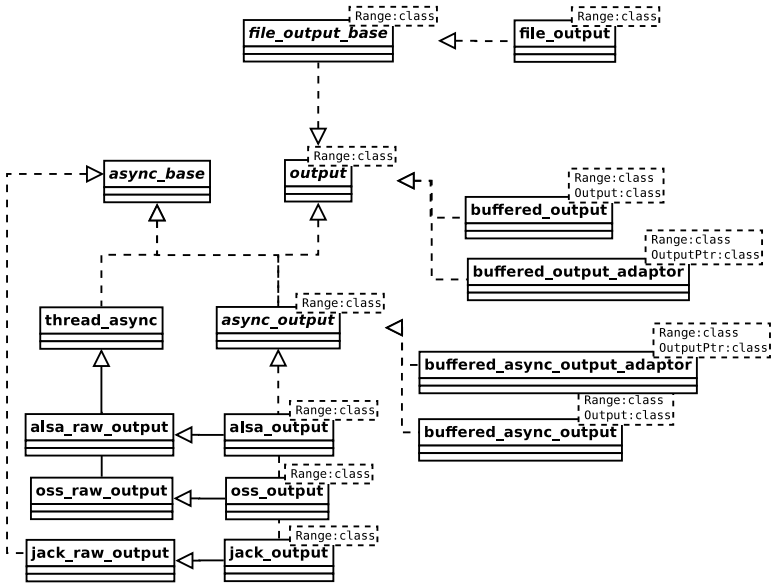 Range:class
file_output_base
Range:class
file_output
Range:class
output
async_base
Range:class
Output:class
buffered_output
Range:class
OutputPtr:class
buffered_output_adaptor
thread_async
Range:class
async_output
Range:class
OutputPtr:class
buffered_async_output_adaptor
Range:class
Output:class
buffered_async_output
alsa_raw_output
Range:class
alsa_output
oss_raw_output
Range:class
oss_output
jack_raw_output
Range:class
jack_output